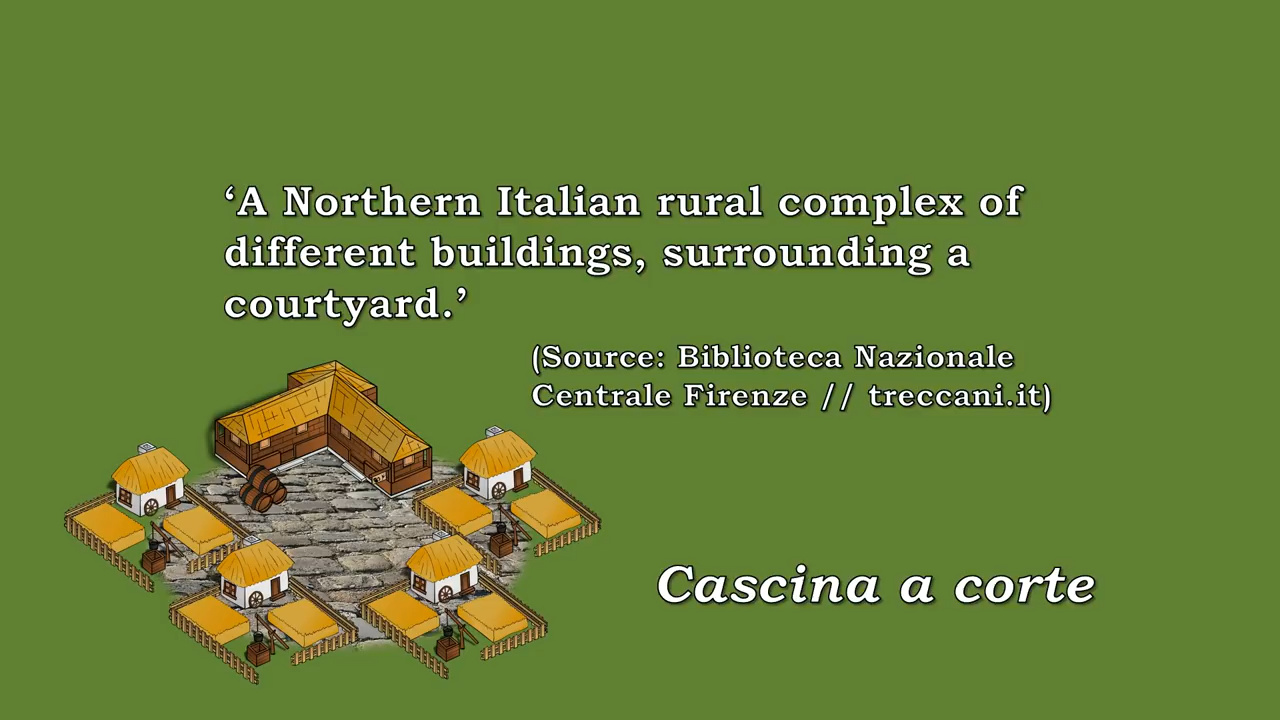 ‘A Northern Italian rural complex of
different buildings, surrounding a
courtyard.’
(Source: Biblioteca Nazionale
Centrale Firenze // treccani.it)
Cascina a corte